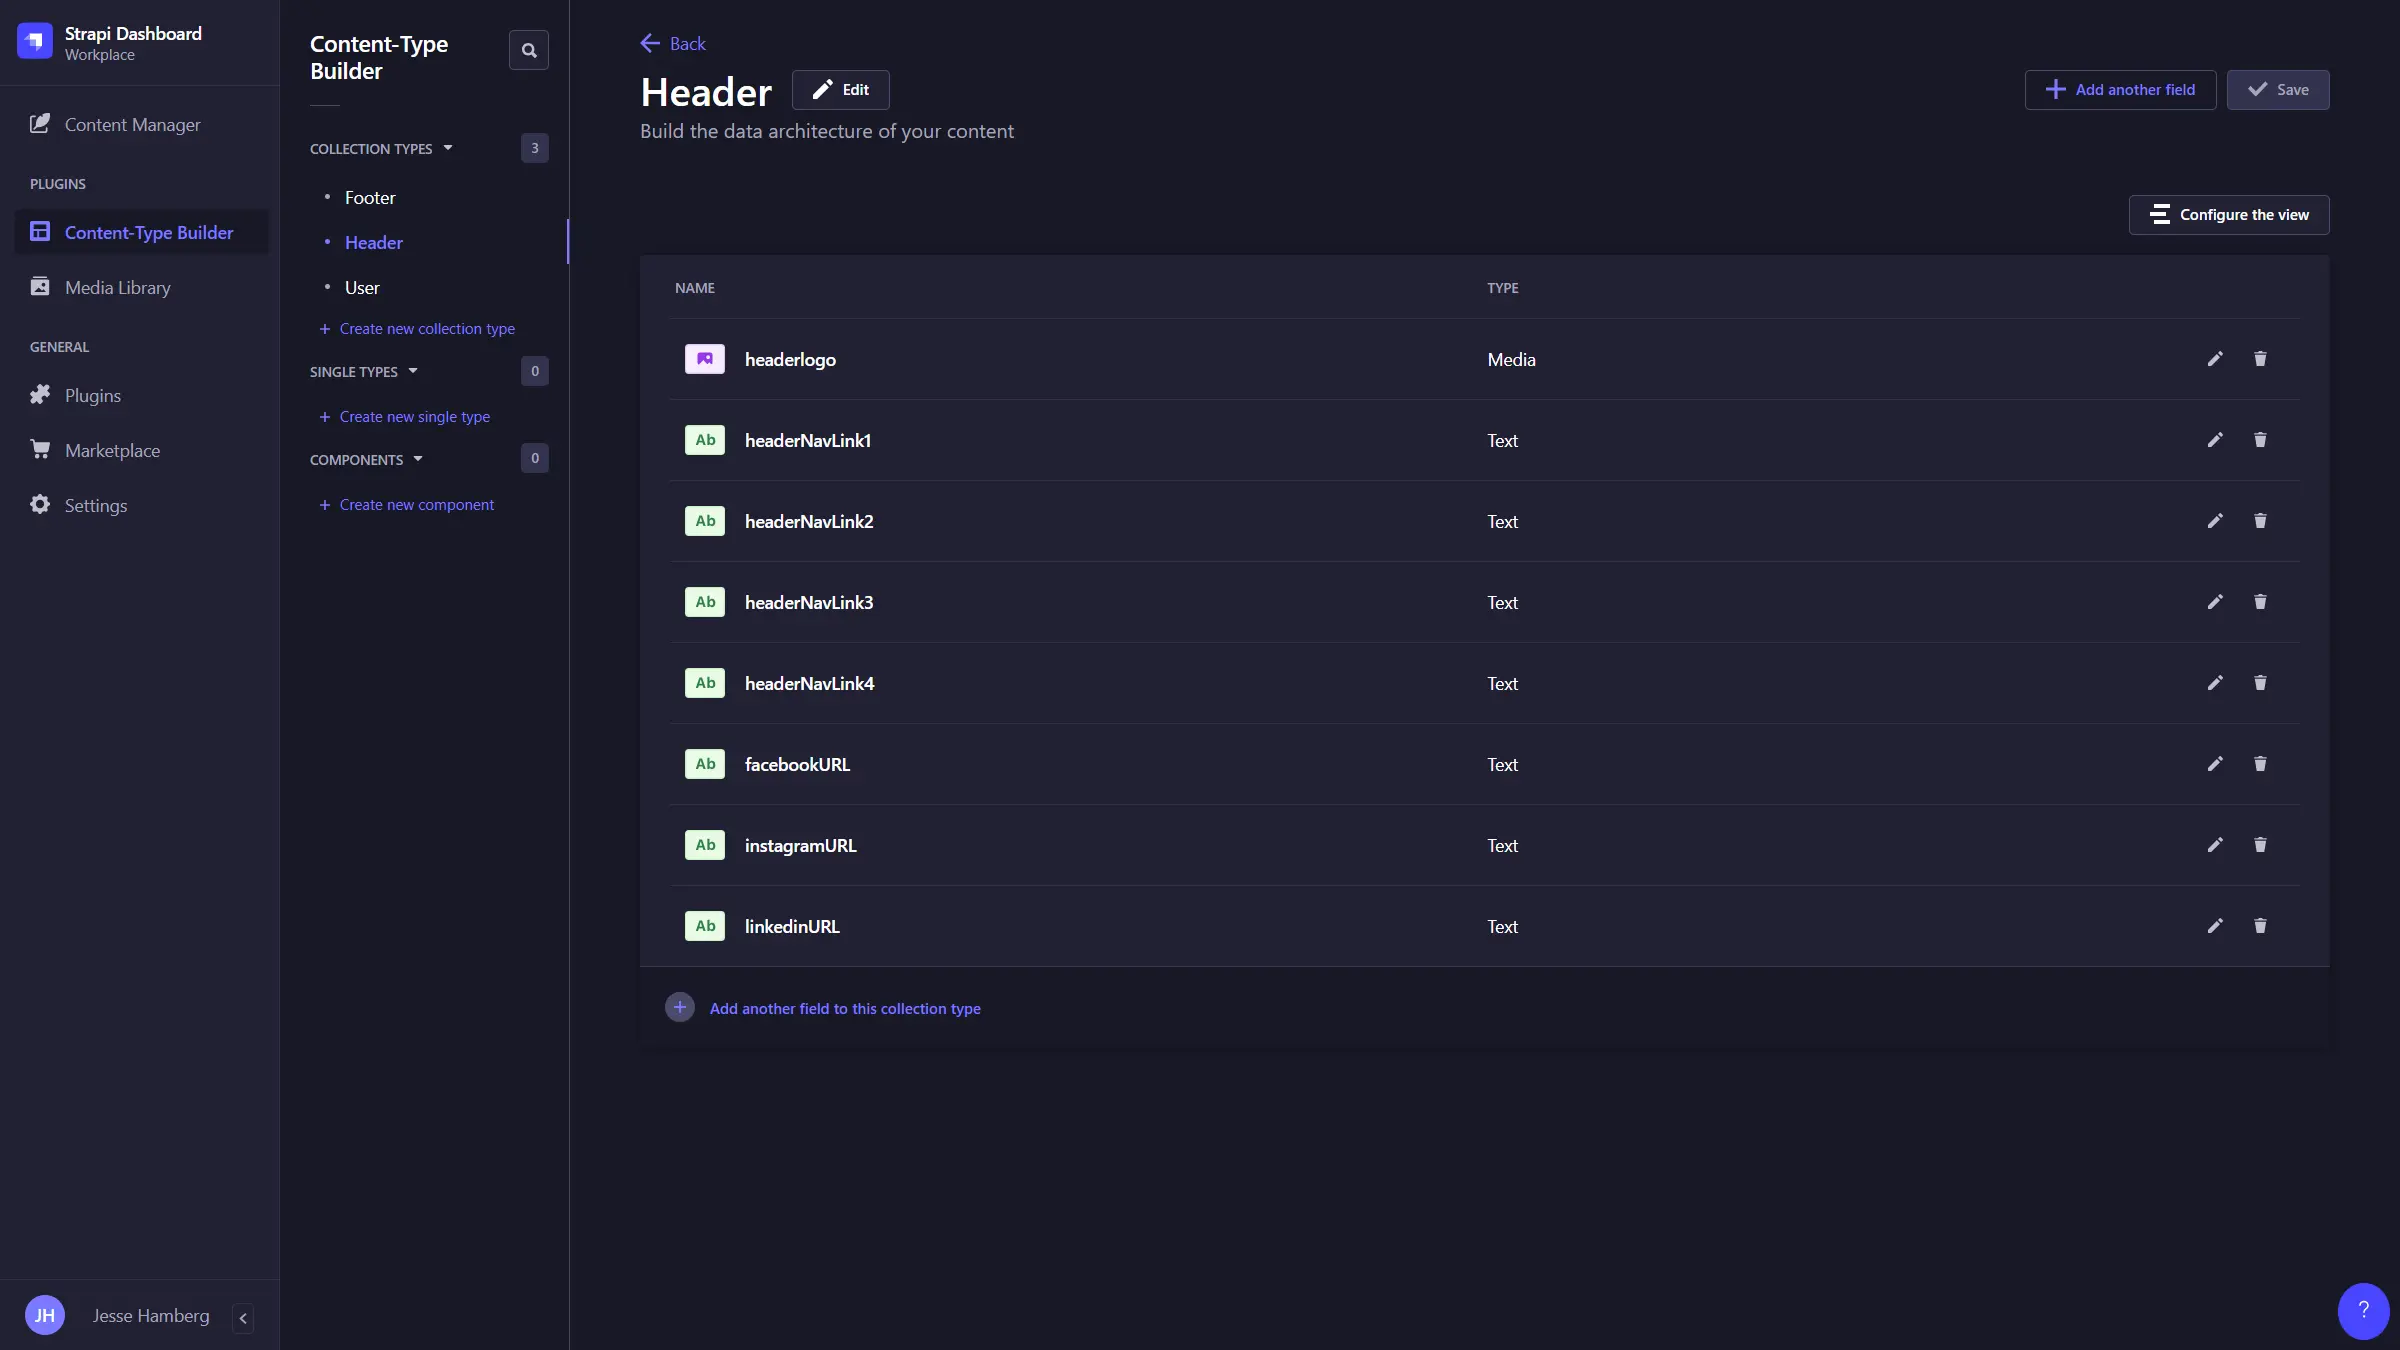 Strapi Dashboard
Workplace
Content Manager
PLUGINS
Content-Type Builder
Media Library
GENERAL
Plugins
Marketplace
Settings
JH
Jesse Hamberg
Content-Type
Builder
COLLECTION TYPES
3
Footer
Header
User
+ Create new collection type
SINGLE TYPES
0
+ Create new single type
COMPONENTS
0
+ Create new component
Back
Header
Edit
Add another field
Save
Build the data architecture of your content
Configure the view
NAME TYPE
headerlogo Media
Ab headerNavLink1 Text
Ab headerNavLink2 Text
Ab headerNavLink3 Text
Ab headerNavLink4 Text
Ab facebookURL Text
Ab instagramURL Text
Ab linkedinURL Text
+ Add another field to this collection type
?